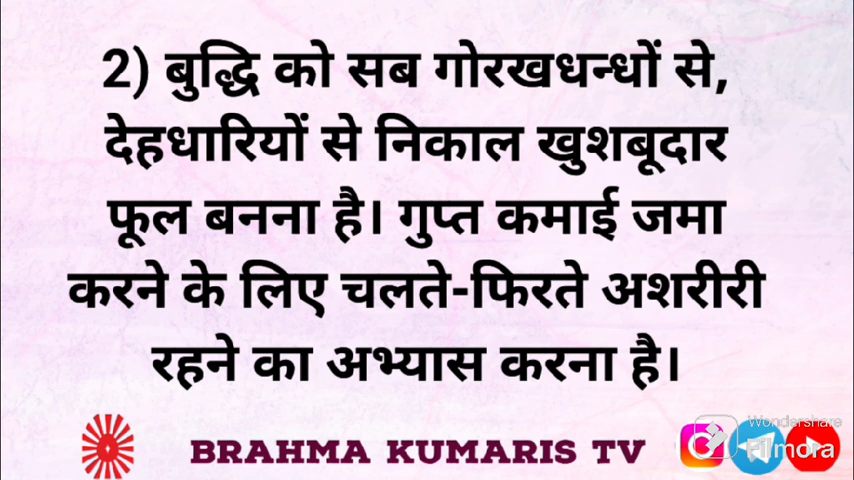 2) बुद्धि को सब गोरखधन्धों से,
देहधारियों से निकाल खुशबूदार
फूल बनना है। गुप्त कमाई जमा
करने के लिए चलते-फिरते अशरीरी
रहने का अभ्यास करना है।
BRAHMA KUMARIS TV
Wondershare
Filmora